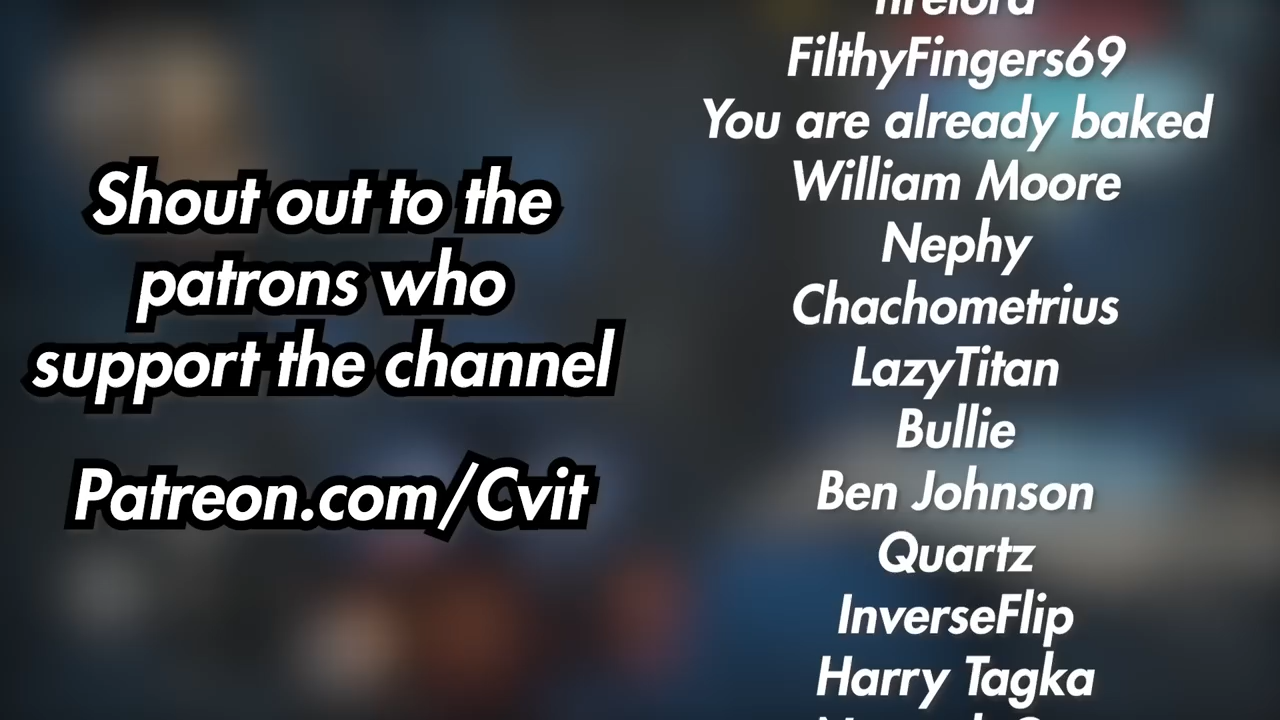 Shout out to the
patrons who
support the channel
Patreon.com/Cvit
firelord
FilthyFingers69
You are already baked
William Moore
Nephy
Chachometrius
LazyTitan
Bullie
Ben Johnson
Quartz
InverseFlip
Harry Tagka